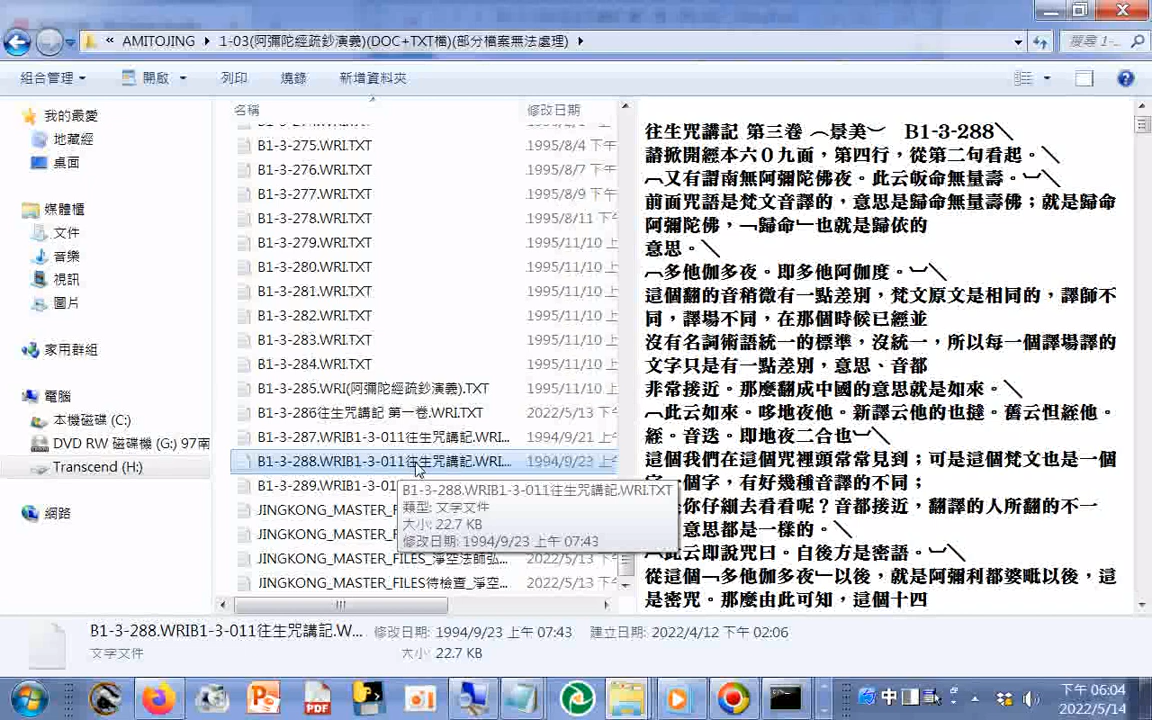 « AMITOJING ▸ 1-03(阿彌陀經疏鈔演義)(DOC+TXT檔)(部分檔案無法處理) ▸
搜尋 1-...
組合管理 開啟 列印 燒錄 新增資料夾
我的最愛
地藏經
桌面
媒體櫃
文件
音樂
視訊
圖片
家用群組
電腦
本機磁碟 (C:)
DVD RW 磁碟機 (G:) 97南
Transcend (H:)
網路
名稱 修改日期
B1-3-275.WRI.TXT 1995/8/4 下午
B1-3-276.WRI.TXT 1995/8/7 下午
B1-3-277.WRI.TXT 1995/8/9 下午
B1-3-278.WRI.TXT 1995/8/11 下午
B1-3-279.WRI.TXT 1995/11/10 上
B1-3-280.WRI.TXT 1995/11/10 上
B1-3-281.WRI.TXT 1995/11/10 上
B1-3-282.WRI.TXT 1995/11/10 上
B1-3-283.WRI.TXT 1995/11/10 上
B1-3-284.WRI.TXT 1995/11/10 上
B1-3-285.WRI(阿彌陀經疏鈔演義).TXT 1995/11/10 上
B1-3-286往生咒講記 第一卷.WRI.TXT 2022/5/13 下午
B1-3-287.WRIB1-3-011往生咒講記.WRI... 1994/9/21 上午
B1-3-288.WRIB1-3-011往生咒講記.WRI... 1994/9/23 上午
B1-3-289.WRIB1-3-01
JINGKONG_MASTER_F
JINGKONG_MASTER_F
JINGKONG_MASTER_FILES_淨空法師弘... 2022/5/13 下午
JINGKONG_MASTER_FILES待檢查_淨空... 2022/5/13 下午
B1-3-288.WRIB1-3-011往生咒講記.WRI.TXT
類型: 文字文件
大小: 22.7 KB
修改日期: 1994/9/23 上午 07:43
往生咒講記 第三卷 ︵景美︶ B1-3-288╲
請掀開經本六０九面，第四行，從第二句看起。╲
︹又有謂南無阿彌陀佛夜。此云皈命無量壽。︺╲
前面咒語是梵文音譯的，意思是歸命無量壽佛；就是歸命
阿彌陀佛，﹁歸命﹂也就是歸依的
意思。╲
︹多他伽多夜。即多他阿伽度。︺╲
這個翻的音稍微有一點差別，梵文原文是相同的，譯師不
同，譯場不同，在那個時候已經並
沒有名詞術語統一的標準，沒統一，所以每一個譯場譯的
文字只是有一點差別，意思、音都
非常接近。那麼翻成中國的意思就是如來。╲
︹此云如來。哆地夜他。新譯云他的也撻。舊云怛絰他。
絰。音迭。即地夜二合也︺╲
這個我們在這個咒裡頭常常見到；可是這個梵文也是一個
字一個字，有好幾種音譯的不同；
你仔細去看看呢？音都接近，翻譯的人所翻的不一
意思都是一樣的。╲
︹此云即說咒曰。自後方是密語。︺╲
從這個﹁多他伽多夜﹂以後，就是阿彌利都婆毗以後，這
是密咒。那麼由此可知，這個十四
B1-3-288.WRIB1-3-011往生咒講記.W... 修改日期: 1994/9/23 上午 07:43 建立日期: 2022/4/12 下午 02:06
文字文件 大小: 22.7 KB
中
下午 06:04
2022/5/14